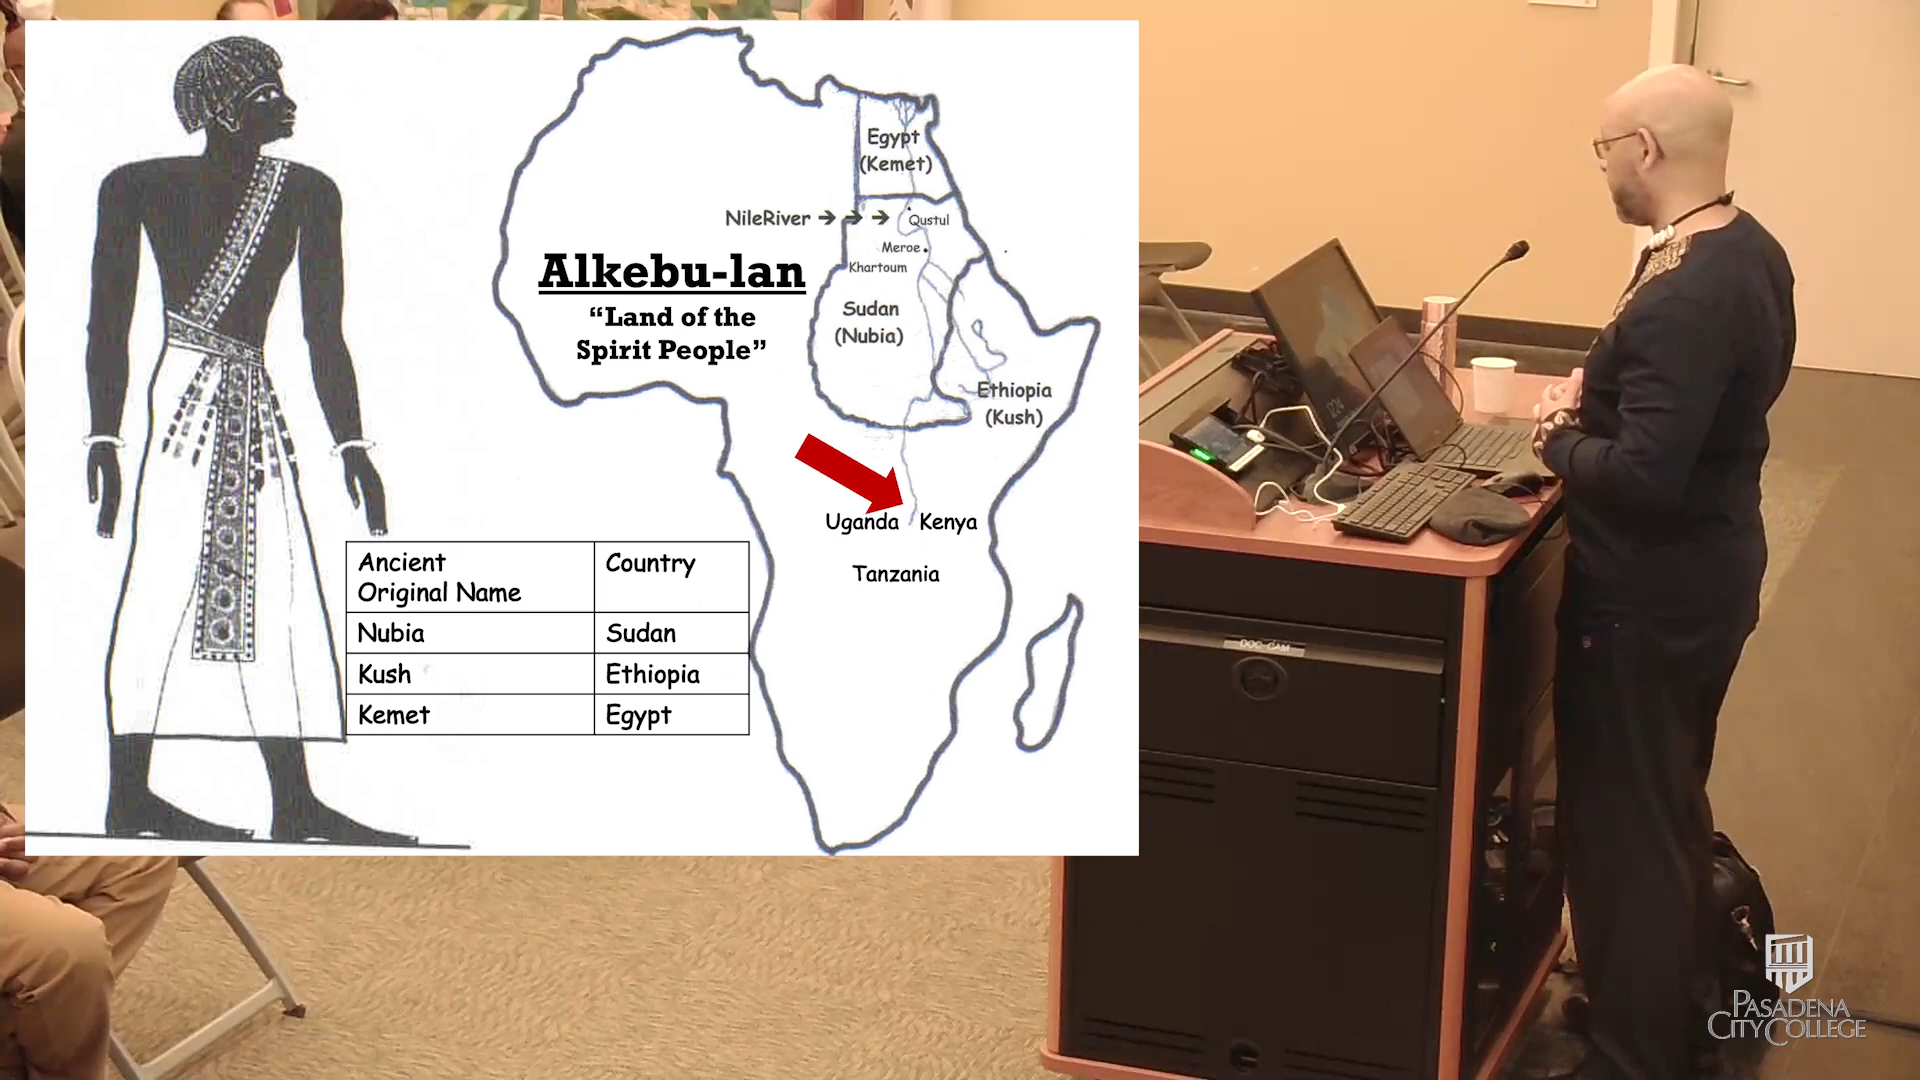 Egypt
(Kemet)
NileRiver → → →
Qustul
Meroe
Khartoum
Alkebu-lan
“Land of the
Spirit People”
Sudan
(Nubia)
Ethiopia
(Kush)
Uganda Kenya
Tanzania
Ancient
Original Name
Country
Nubia Sudan
Kush Ethiopia
Kemet Egypt
DOC-CAM
PASADENA
CITY COLLEGE